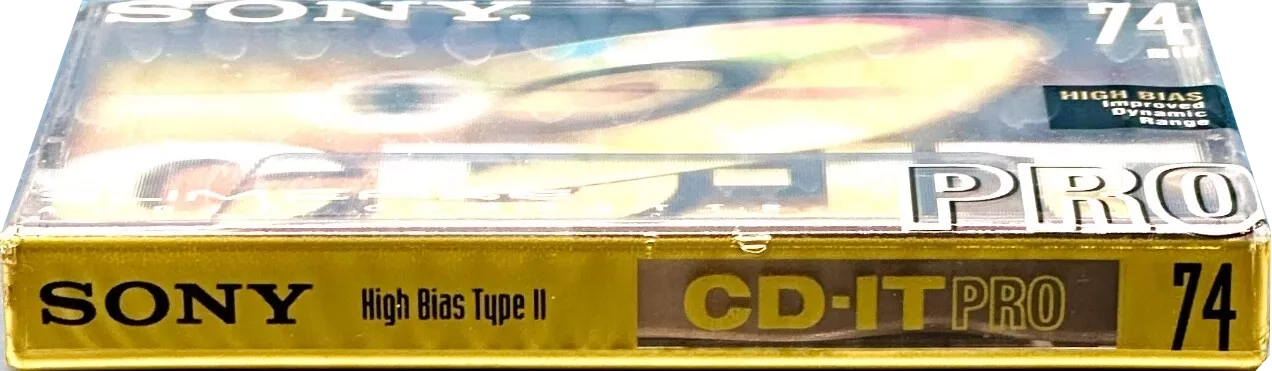 SONY®
74
HIGH BIAS
Improved
Dynamic
Range
PRO
SONY High Bias Type II CD-IT PRO 74